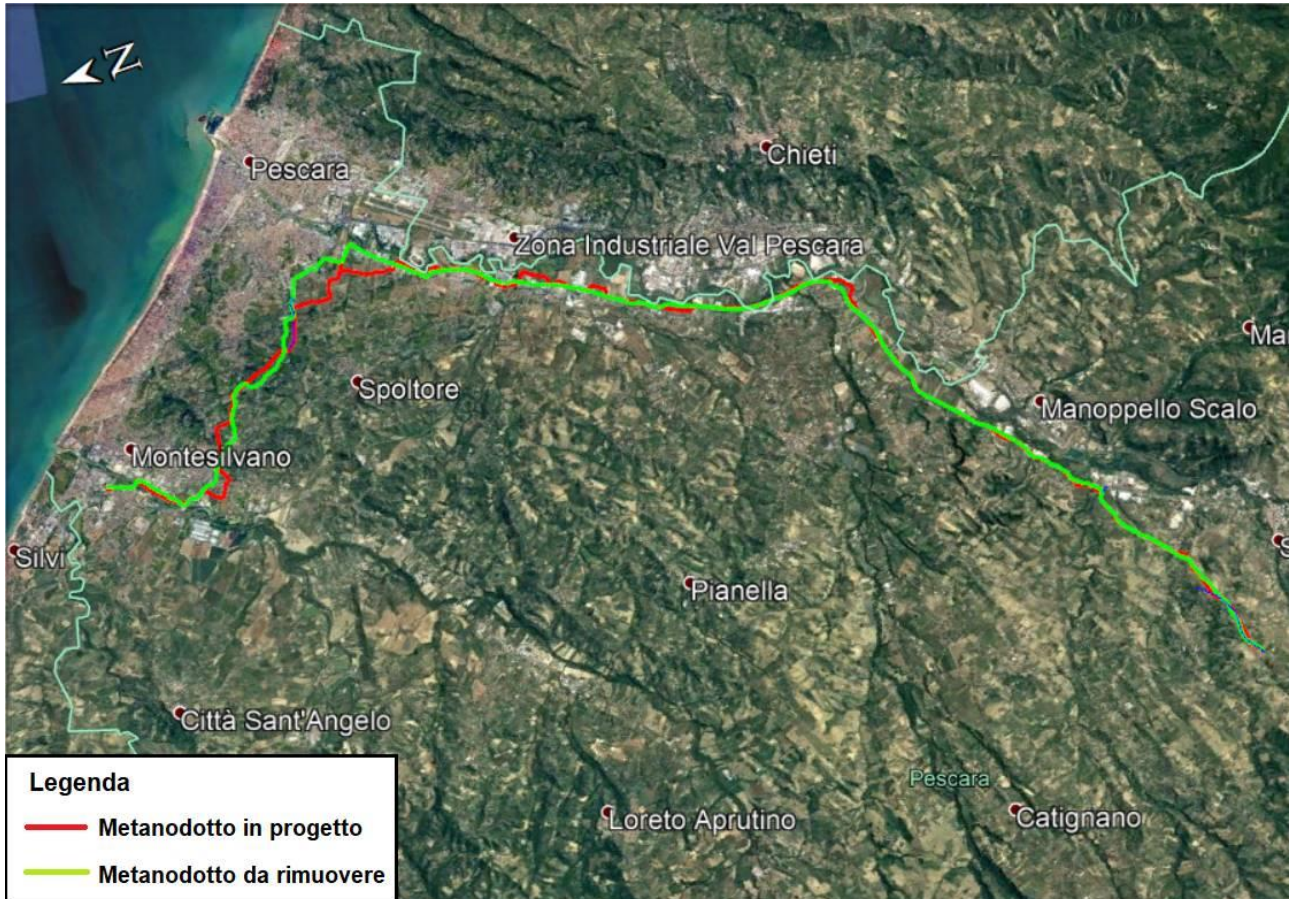 N
Pescara
Chieti
Zona Industriale Val Pescara
Mar
Spoltore
Manoppello Scalo
Montesilvano
Silvi
S
Pianella
Città Sant'Angelo
Pescara
Loreto Aprutino
Catignano
Legenda
Metanodotto in progetto
Metanodotto da rimuovere